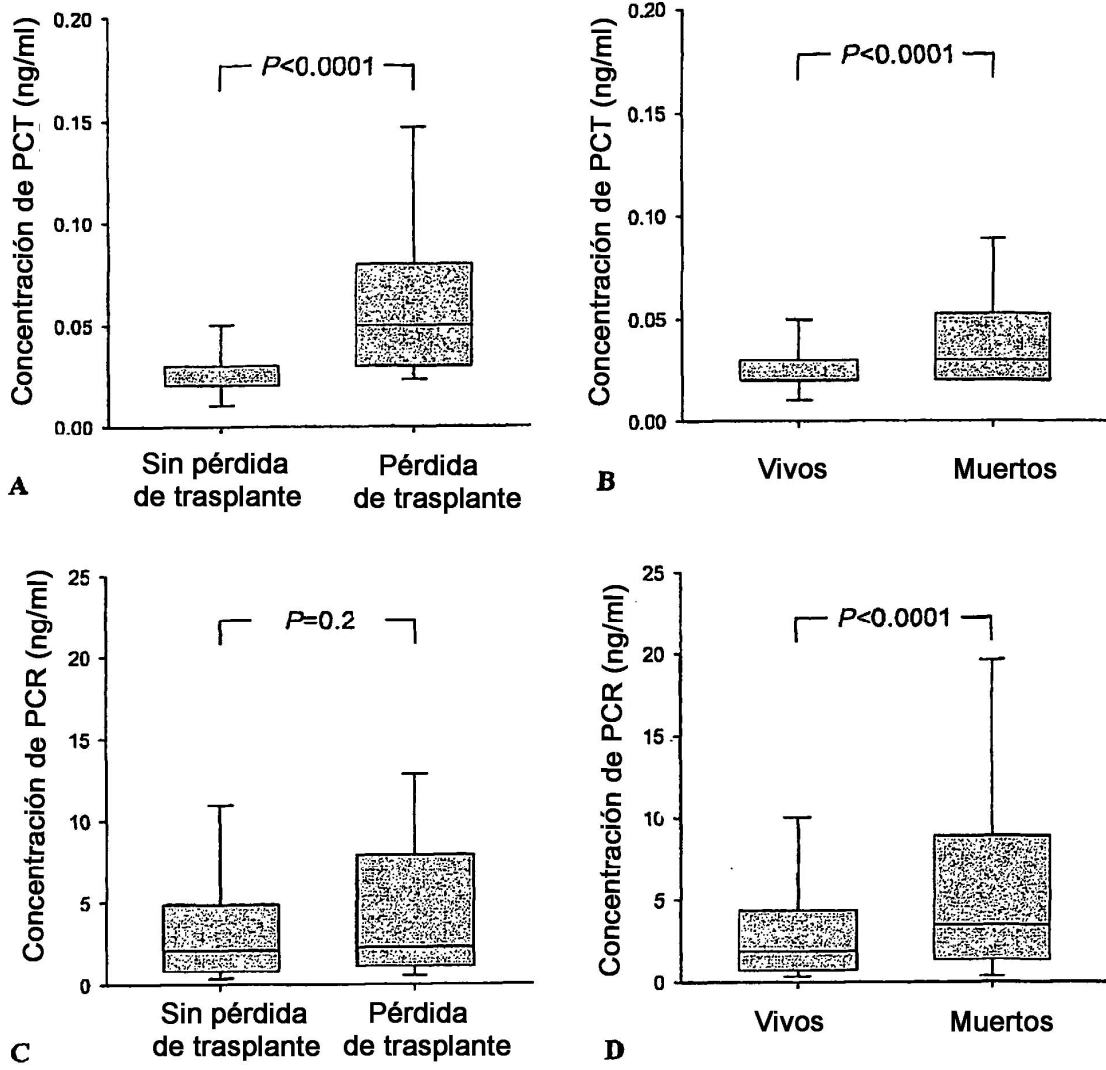 Concentración de PCT (ng/ml)
0.20
0.15
0.10
0.05
0.00
P<0.0001
Sin pérdida
de trasplante
Pérdida
de trasplante
A
Concentración de PCT (ng/ml)
0.20
0.15
0.10
0.05
0.00
P<0.0001
Vivos
Muertos
B
Concentración de PCR (ng/ml)
25
20
15
10
5
0
P=0.2
Sin pérdida
de trasplante
Pérdida
de trasplante
C
Concentración de PCR (ng/ml)
25
20
15
10
5
0
P<0.0001
Vivos
Muertos
D